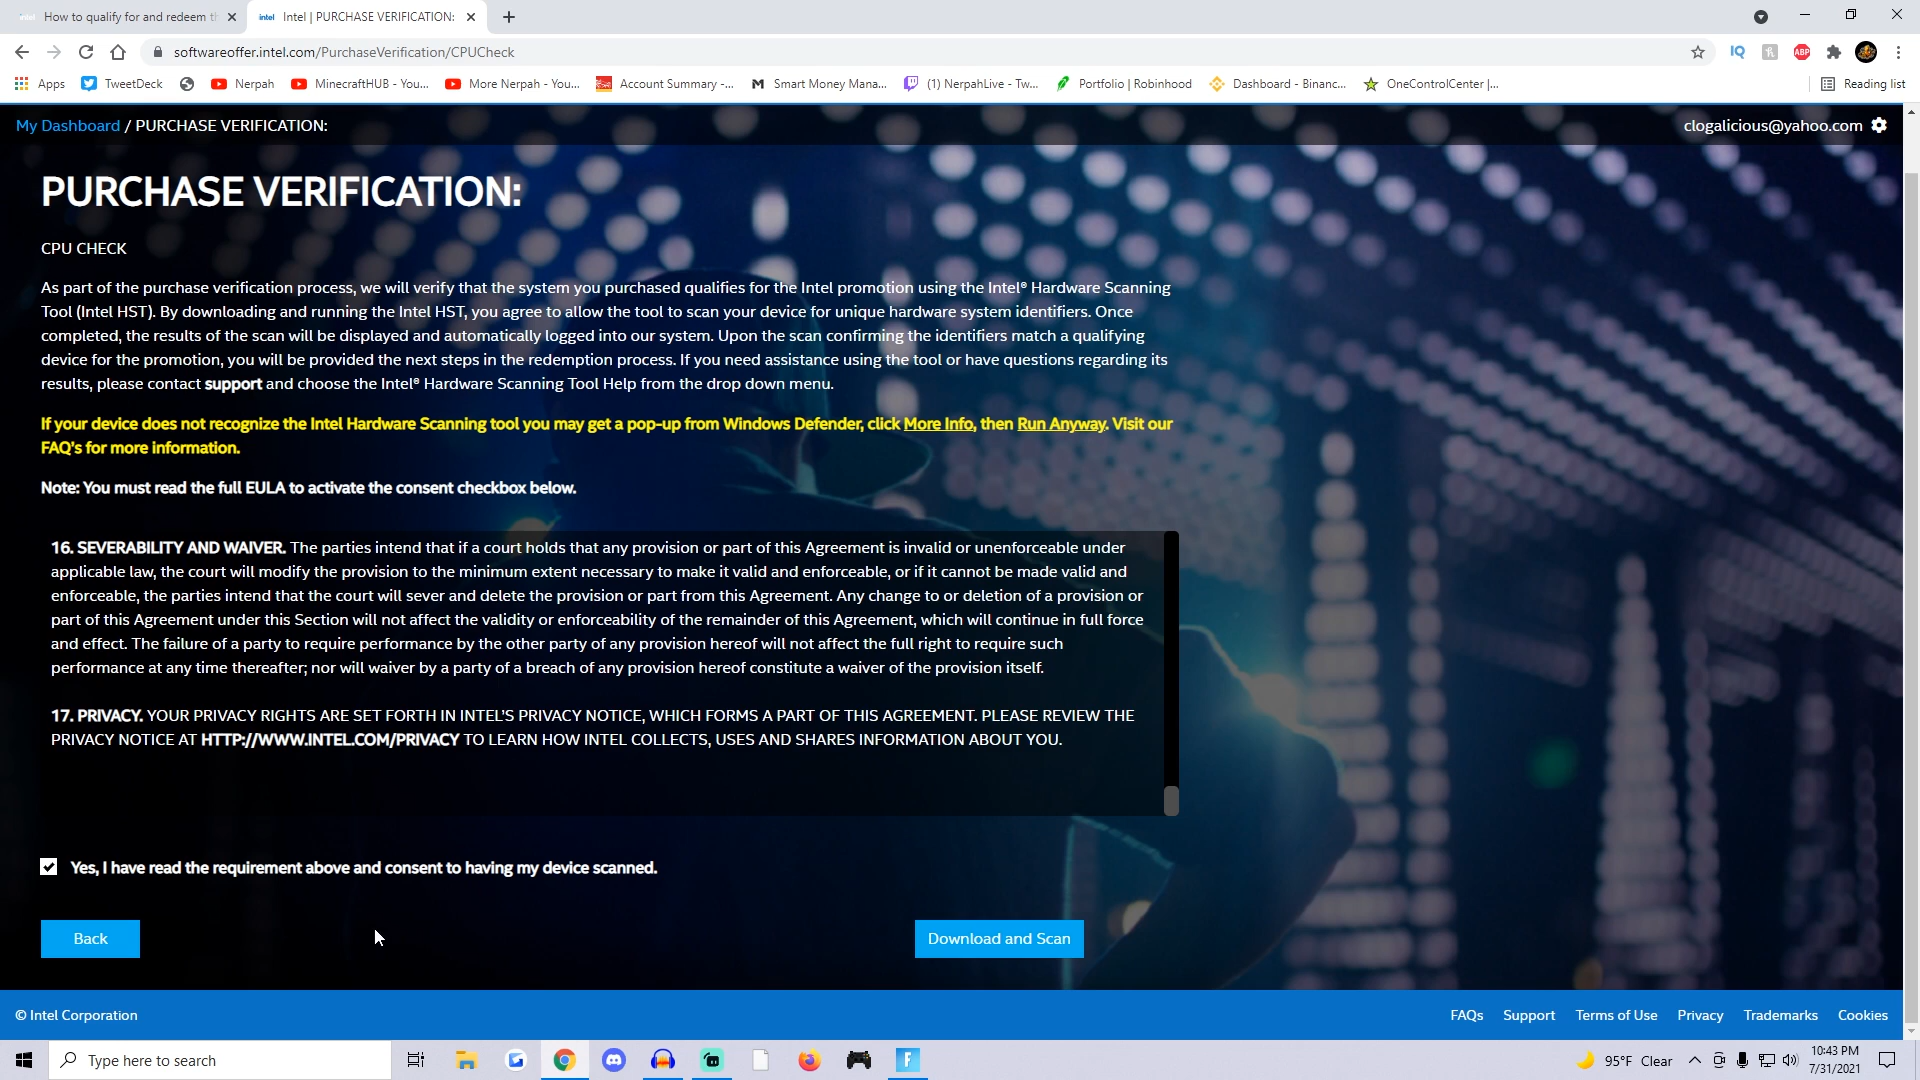 How to qualify for and redeem th
intel
Intel | PURCHASE VERIFICATION:
softwareoffer.intel.com/PurchaseVerification/CPUCheck
IQ
ABP
Apps
TweetDeck
Nerpah
MinecraftHUB - You...
More Nerpah - You...
Account Summary -...
Smart Money Mana...
(1) NerpahLive - Tw...
Portfolio | Robinhood
Dashboard - Binanc...
OneControlCenter |...
Reading list
My Dashboard / PURCHASE VERIFICATION:
clogalicious@yahoo.com
PURCHASE VERIFICATION:
CPU CHECK
As part of the purchase verification process, we will verify that the system you purchased qualifies for the Intel promotion using the Intel® Hardware Scanning
Tool (Intel HST). By downloading and running the Intel HST, you agree to allow the tool to scan your device for unique hardware system identifiers. Once
completed, the results of the scan will be displayed and automatically logged into our system. Upon the scan confirming the identifiers match a qualifying
device for the promotion, you will be provided the next steps in the redemption process. If you need assistance using the tool or have questions regarding its
results, please contact support and choose the Intel® Hardware Scanning Tool Help from the drop down menu.
If your device does not recognize the Intel Hardware Scanning tool you may get a pop-up from Windows Defender, click More Info, then Run Anyway. Visit our
FAQ's for more information.
Note: You must read the full EULA to activate the consent checkbox below.
16. SEVERABILITY AND WAIVER. The parties intend that if a court holds that any provision or part of this Agreement is invalid or unenforceable under
applicable law, the court will modify the provision to the minimum extent necessary to make it valid and enforceable, or if it cannot be made valid and
enforceable, the parties intend that the court will sever and delete the provision or part from this Agreement. Any change to or deletion of a provision or
part of this Agreement under this Section will not affect the validity or enforceability of the remainder of this Agreement, which will continue in full force
and effect. The failure of a party to require performance by the other party of any provision hereof will not affect the full right to require such
performance at any time thereafter; nor will waiver by a party of a breach of any provision hereof constitute a waiver of the provision itself.
17. PRIVACY. YOUR PRIVACY RIGHTS ARE SET FORTH IN INTEL'S PRIVACY NOTICE, WHICH FORMS A PART OF THIS AGREEMENT. PLEASE REVIEW THE
PRIVACY NOTICE AT HTTP://WWW.INTEL.COM/PRIVACY TO LEARN HOW INTEL COLLECTS, USES AND SHARES INFORMATION ABOUT YOU.
Yes, I have read the requirement above and consent to having my device scanned.
Back
Download and Scan
© Intel Corporation
FAQs
Support
Terms of Use
Privacy
Trademarks
Cookies
Type here to search
95°F Clear
10:43 PM
7/31/2021